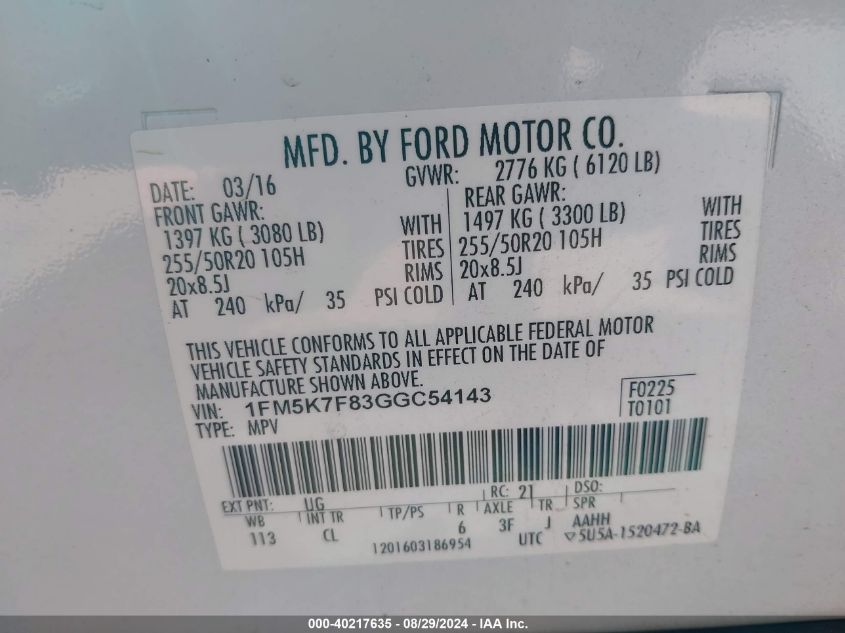 MFD. BY FORD MOTOR CO.
DATE: 03/16 GVWR: 2776 KG ( 6120 LB)
FRONT GAWR: REAR GAWR:
1397 KG ( 3080 LB) WITH 1497 KG ( 3300 LB) WITH
255/50R20 105H TIRES 255/50R20 105H TIRES
20x8.5J RIMS 20x8.5J RIMS
AT 240 kPa/ 35 PSI COLD AT 240 kPa/ 35 PSI COLD
THIS VEHICLE CONFORMS TO ALL APPLICABLE FEDERAL MOTOR
VEHICLE SAFETY STANDARDS IN EFFECT ON THE DATE OF
MANUFACTURE SHOWN ABOVE.
VIN: 1FM5K7F83GGC54143 F0225
TYPE: MPV T0101
EXT PNT: UG RC: 21 DSO:
WB INT TR TP/PS R AXLE TR SPR
113 CL 6 3F J AAHH
1201603186954 UTC ▽5U5A-1520472-BA
000-40217635 - 08/29/2024 - IAA Inc.